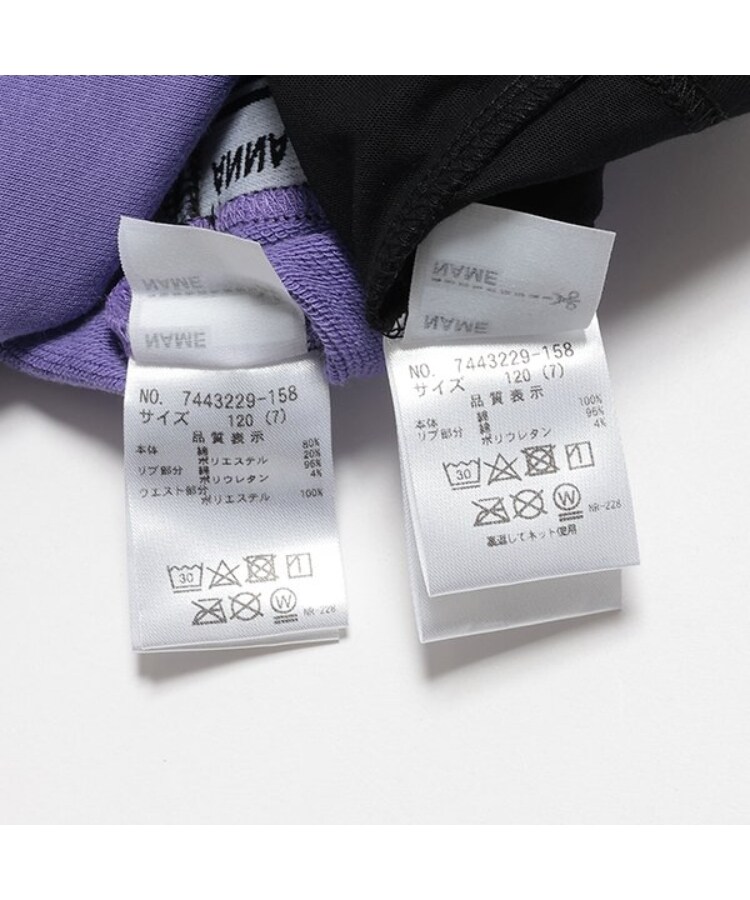 ANNA
NAME
NAME
NO. 7443229-158
サイズ 120 (7)
品質表示
本体 綿 80%
ポリエステル 20%
リブ部分 綿 96%
ポリウレタン 4%
ウエスト部分
ポリエステル 100%
30
W
NR-228
NAME
NAME
NO. 7443229-158
サイズ 120 (7)
品質表示
本体 綿 100%
リブ部分 綿 96%
ポリウレタン 4%
30
W
NR-228
裏返してネット使用